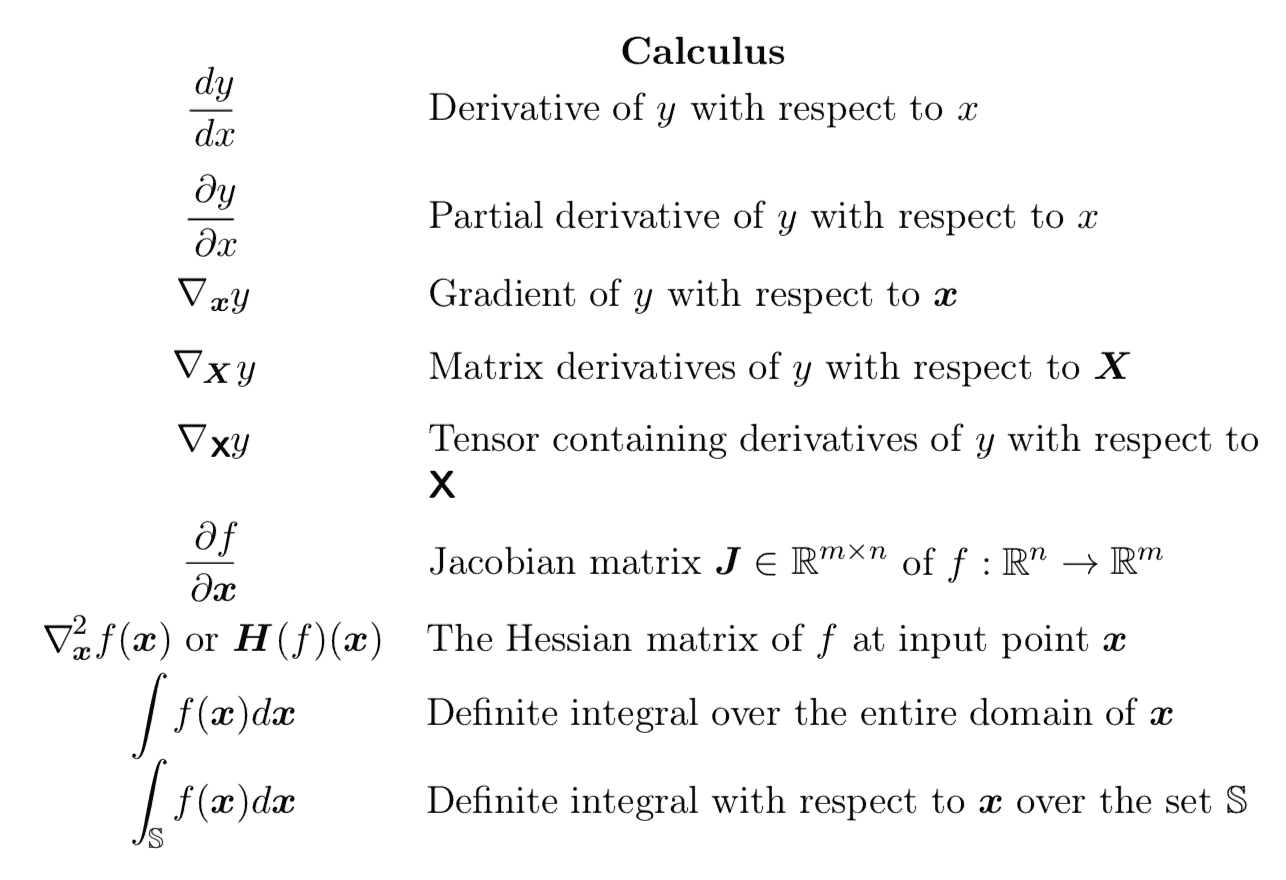 Calculus
$\frac{dy}{dx}$ Derivative of $y$ with respect to $x$
$\frac{\partial y}{\partial x}$ Partial derivative of $y$ with respect to $x$
$\nabla_{\boldsymbol{x}} y$ Gradient of $y$ with respect to $\boldsymbol{x}$
$\nabla_{\boldsymbol{X}} y$ Matrix derivatives of $y$ with respect to $\boldsymbol{X}$
$\nabla_{\mathbf{\mathsf{X}}} y$ Tensor containing derivatives of $y$ with respect to
$\mathsf{X}$
$\frac{\partial f}{\partial \boldsymbol{x}}$ Jacobian matrix $\boldsymbol{J} \in \mathbb{R}^{m \times n}$ of $f : \mathbb{R}^n \to \mathbb{R}^m$
$\nabla_{\boldsymbol{x}}^2 f(\boldsymbol{x})$ or $\boldsymbol{H}(f)(\boldsymbol{x})$ The Hessian matrix of $f$ at input point $\boldsymbol{x}$
$\int f(\boldsymbol{x}) d\boldsymbol{x}$ Definite integral over the entire domain of $\boldsymbol{x}$
$\int_{\mathbb{S}} f(\boldsymbol{x}) d\boldsymbol{x}$ Definite integral with respect to $\boldsymbol{x}$ over the set $\mathbb{S}$